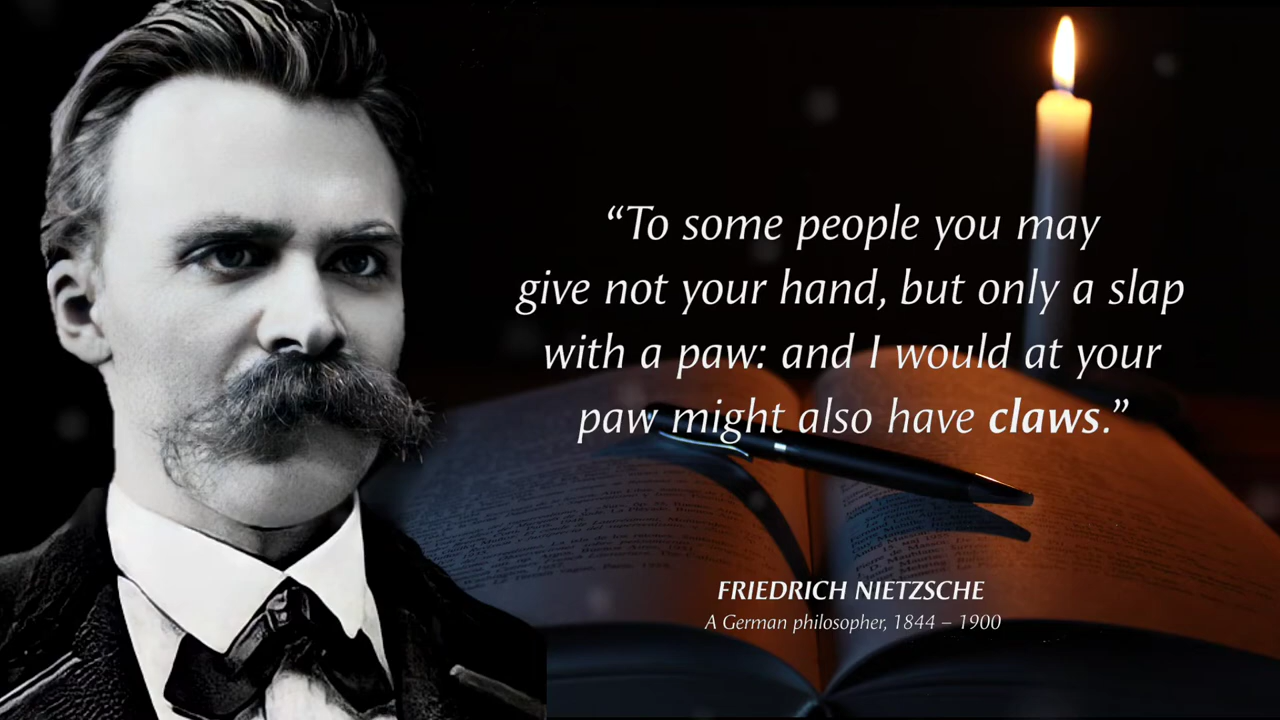 “To some people you may
give not your hand, but only a slap
with a paw: and I would at your
paw might also have claws.”
FRIEDRICH NIETZSCHE
A German philosopher, 1844 – 1900